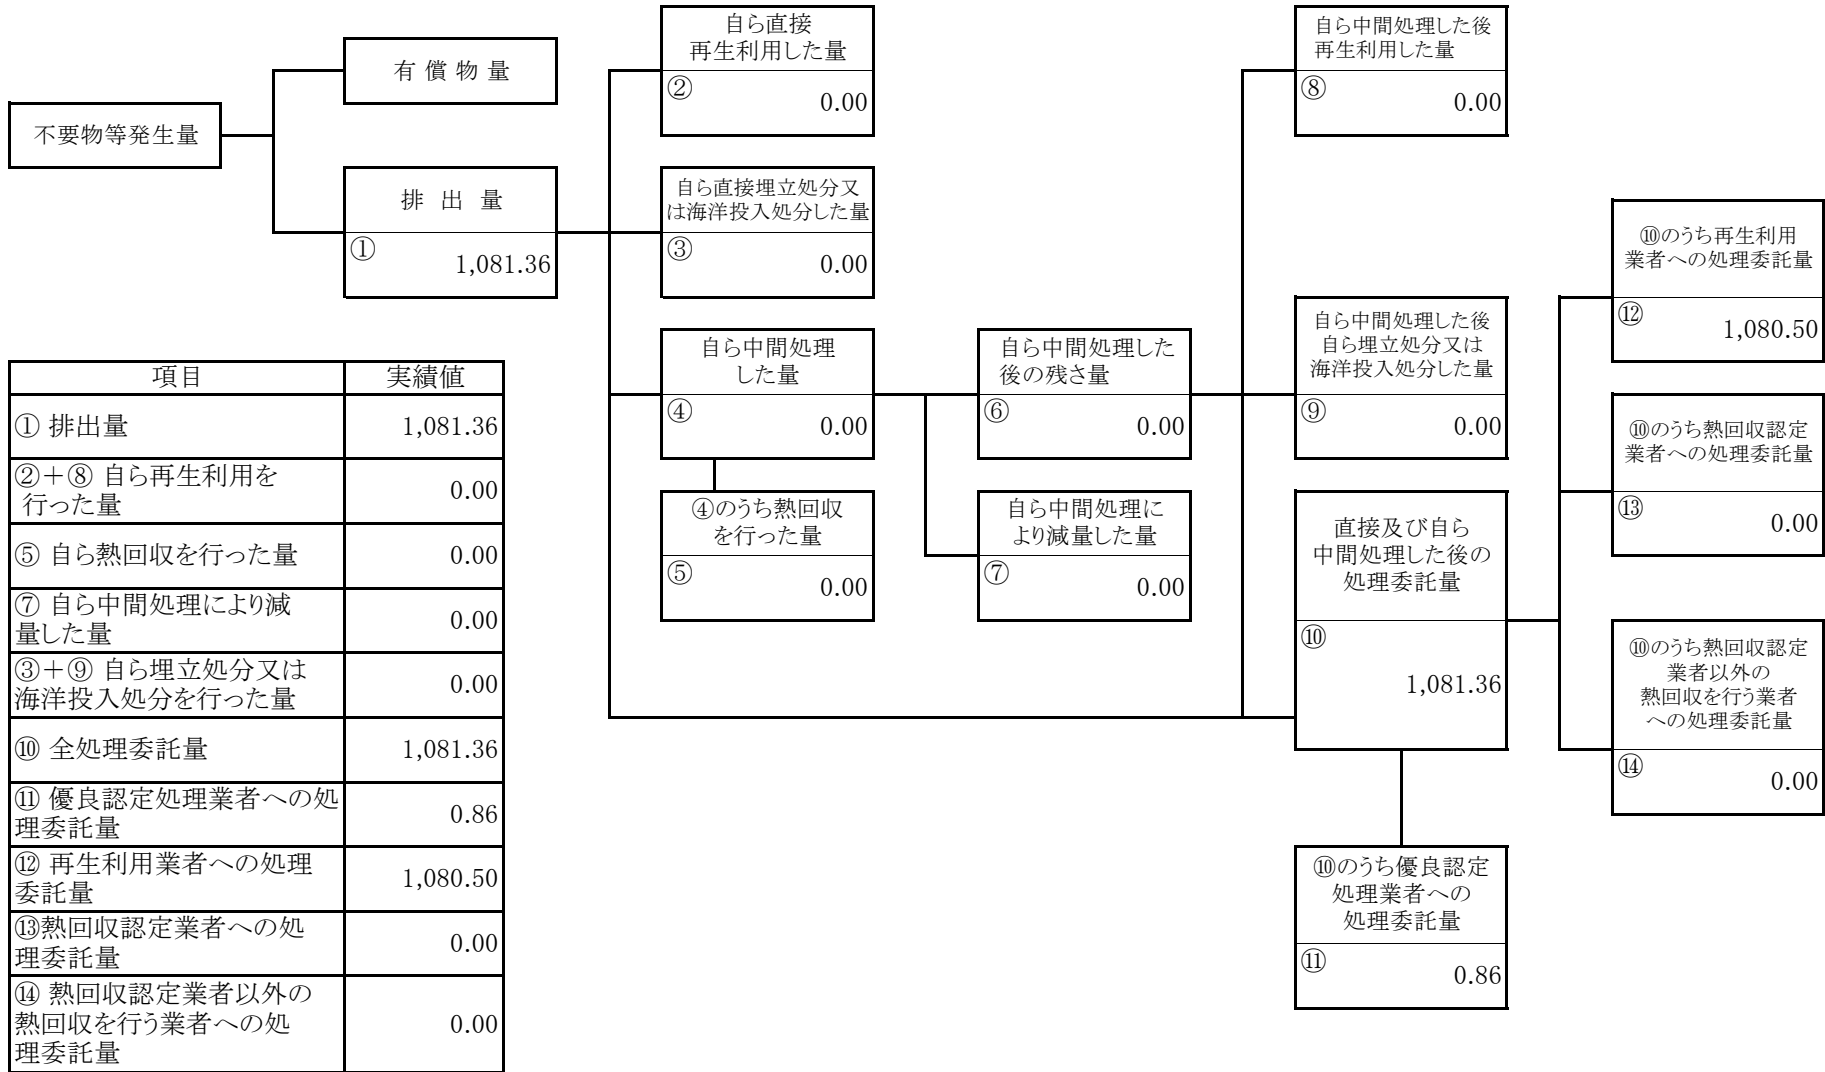 不要物等発生量
有 償 物 量
排 出 量
①
1,081.36
自ら直接
再生利用した量
②
0.00
自ら直接埋立処分又
は海洋投入処分した量
③
0.00
自ら中間処理
した量
④
0.00
④のうち熱回収
を行った量
⑤
0.00
自ら中間処理した
後の残さ量
⑥
0.00
自ら中間処理に
より減量した量
⑦
0.00
自ら中間処理した後
再生利用した量
⑧
0.00
自ら中間処理した後
自ら埋立処分又は
海洋投入処分した量
⑨
0.00
直接及び自ら
中間処理した後の
処理委託量
⑩
1,081.36
⑩のうち優良認定
処理業者への
処理委託量
⑪
0.86
⑩のうち再生利用
業者への処理委託量
⑫
1,080.50
⑩のうち熱回収認定
業者への処理委託量
⑬
0.00
⑩のうち熱回収認定
業者以外の
熱回収を行う業者
への処理委託量
⑭
0.00
項目 実績値
① 排出量 1,081.36
②＋⑧ 自ら再生利用を
行った量 0.00
⑤ 自ら熱回収を行った量 0.00
⑦ 自ら中間処理により減
量した量 0.00
③＋⑨ 自ら埋立処分又は
海洋投入処分を行った量 0.00
⑩ 全処理委託量 1,081.36
⑪ 優良認定処理業者への処
理委託量 0.86
⑫ 再生利用業者への処理
委託量 1,080.50
⑬熱回収認定業者への処
理委託量 0.00
⑭ 熱回収認定業者以外の
熱回収を行う業者への処
理委託量 0.00